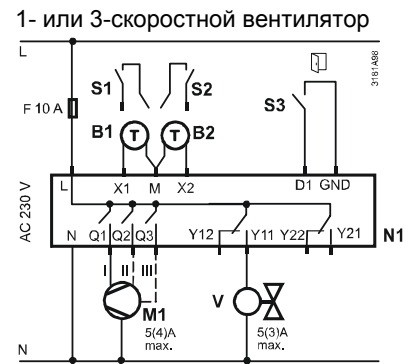 1- или 3-скоростной вентилятор
L
3181A98
S1 S2
S3
F 10 A
B1 T T B2
L X1 M X2 D1 GND
AC 230 V
N Q1 Q2 Q3 Y12 Y11 Y22 Y21
N1
I II III
M1
V
5(4)A
max.
5(3)A
max.
N